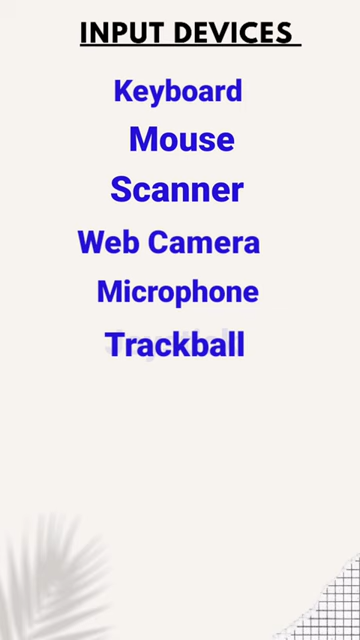 INPUT DEVICES
Keyboard
Mouse
Scanner
Web Camera
Microphone
Trackball